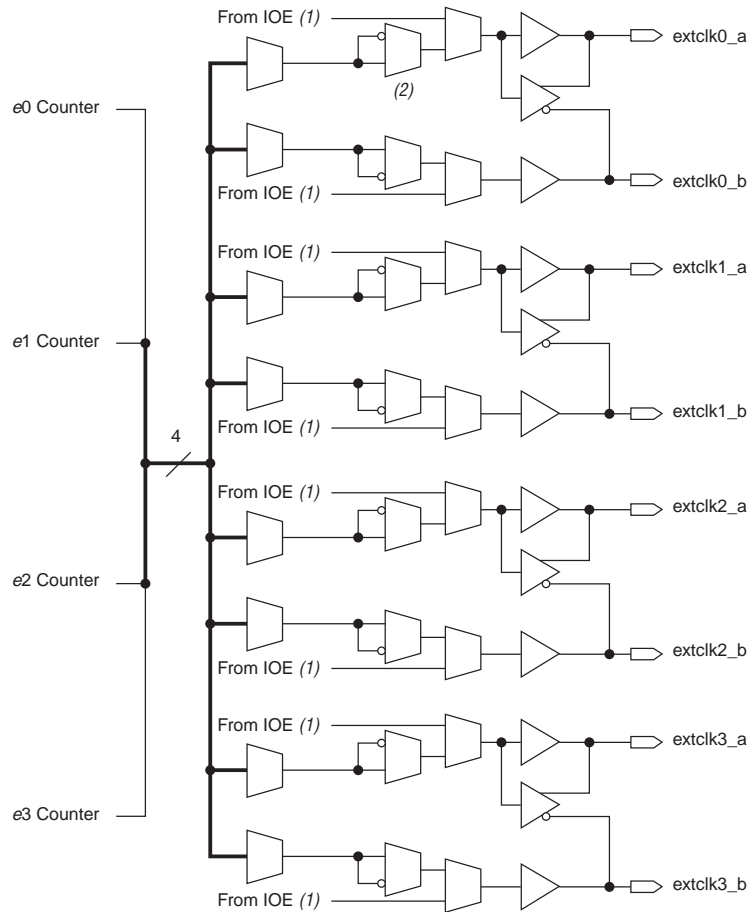 From IOE (1)
extclk0_a
(2)
e0 Counter
extclk0_b
From IOE (1)
From IOE (1)
extclk1_a
e1 Counter
extclk1_b
From IOE (1)
4
From IOE (1)
extclk2_a
e2 Counter
extclk2_b
From IOE (1)
From IOE (1)
extclk3_a
e3 Counter
extclk3_b
From IOE (1)